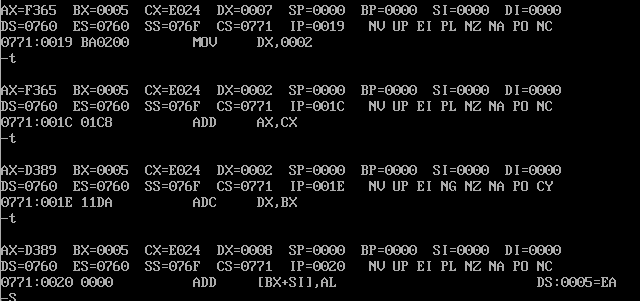 AX=F365 BX=0005 CX=E024 DX=0007 SP=0000 BP=0000 SI=0000 DI=0000
DS=0760 ES=0760 SS=076F CS=0771 IP=0019 NV UP EI PL NZ NA PO NC
0771:0019 BA0200 MOV DX,0002
-t
AX=F365 BX=0005 CX=E024 DX=0002 SP=0000 BP=0000 SI=0000 DI=0000
DS=0760 ES=0760 SS=076F CS=0771 IP=001C NV UP EI PL NZ NA PO NC
0771:001C 01C8 ADD AX,CX
-t
AX=D389 BX=0005 CX=E024 DX=0002 SP=0000 BP=0000 SI=0000 DI=0000
DS=0760 ES=0760 SS=076F CS=0771 IP=001E NV UP EI NG NZ NA PO CY
0771:001E 11DA ADC DX,BX
-t
AX=D389 BX=0005 CX=E024 DX=0008 SP=0000 BP=0000 SI=0000 DI=0000
DS=0760 ES=0760 SS=076F CS=0771 IP=0020 NV UP EI PL NZ NA PO NC
0771:0020 0000 ADD [BX+SI],AL DS:0005=EA
-S